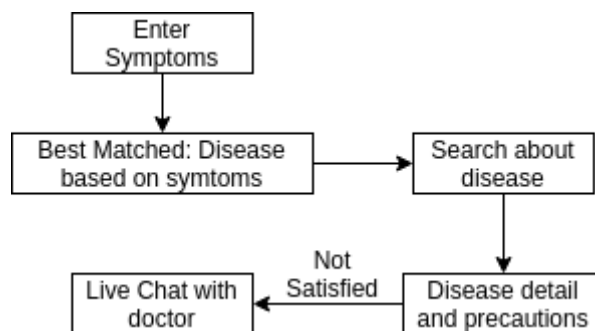 Enter
Symptoms
Best Matched: Disease
based on symtoms
Search about
disease
Not
Satisfied
Live Chat with
doctor
Disease detail
and precautions